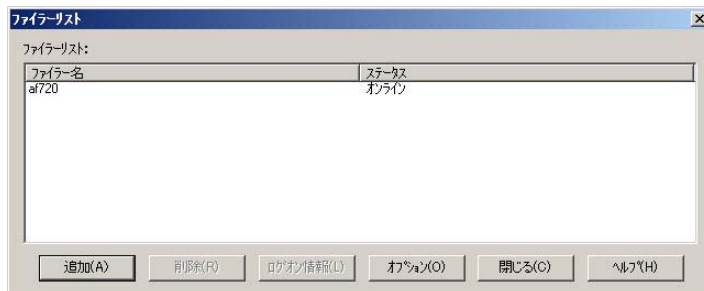 ファイラーリスト
ファイラーリスト:
ファイラー名 ステータス
af720 オンライン
追加(A) 削除(R) ログオン情報(L) オプション(O) 閉じる(C) ヘルプ(H)